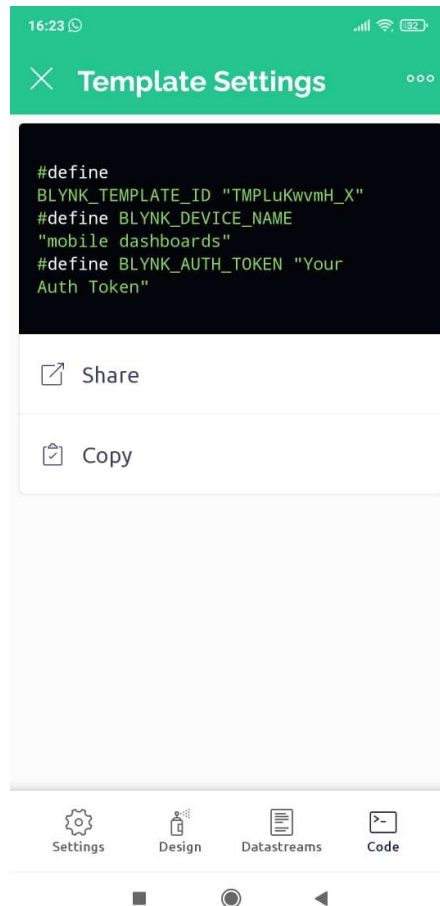 16:23
32
Template Settings
#define
BLYNK_TEMPLATE_ID "TMPLuKwvmH_X"
#define BLYNK_DEVICE_NAME
"mobile dashboards"
#define BLYNK_AUTH_TOKEN "Your
Auth Token"
Share
Copy
Settings Design Datastreams Code